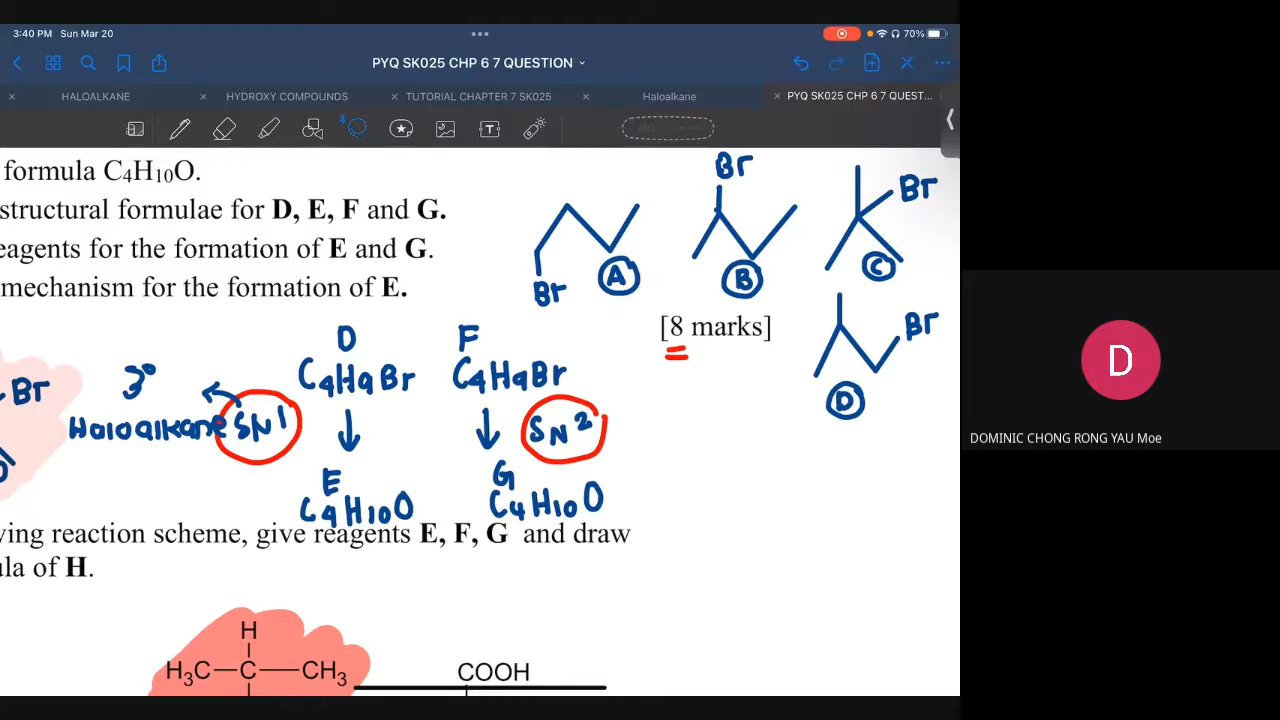 3:40 PM Sun Mar 20
70%
PYQ SK025 CHP 6 7 QUESTION
HALOALKANE
HYDROXY COMPOUNDS
TUTORIAL CHAPTER 7 SK025
Haloalkane
PYQ SK025 CHP 6 7 QUEST...
formula C₄H₁₀O.
structural formulae for D, E, F and G.
eagents for the formation of E and G.
mechanism for the formation of E.
Br
Br
Br
A
B
C
[8 marks]
Br
D
D
F
C₄H₉Br
C₄H₉Br
Br
3°
Haloalkane SN1
SN2
E
G
C₄H₁₀O
C₄H₁₀O
ying reaction scheme, give reagents E, F, G and draw
ula of H.
H
H₃C—C—CH₃
COOH
D
DOMINIC CHONG RONG YAU Moe